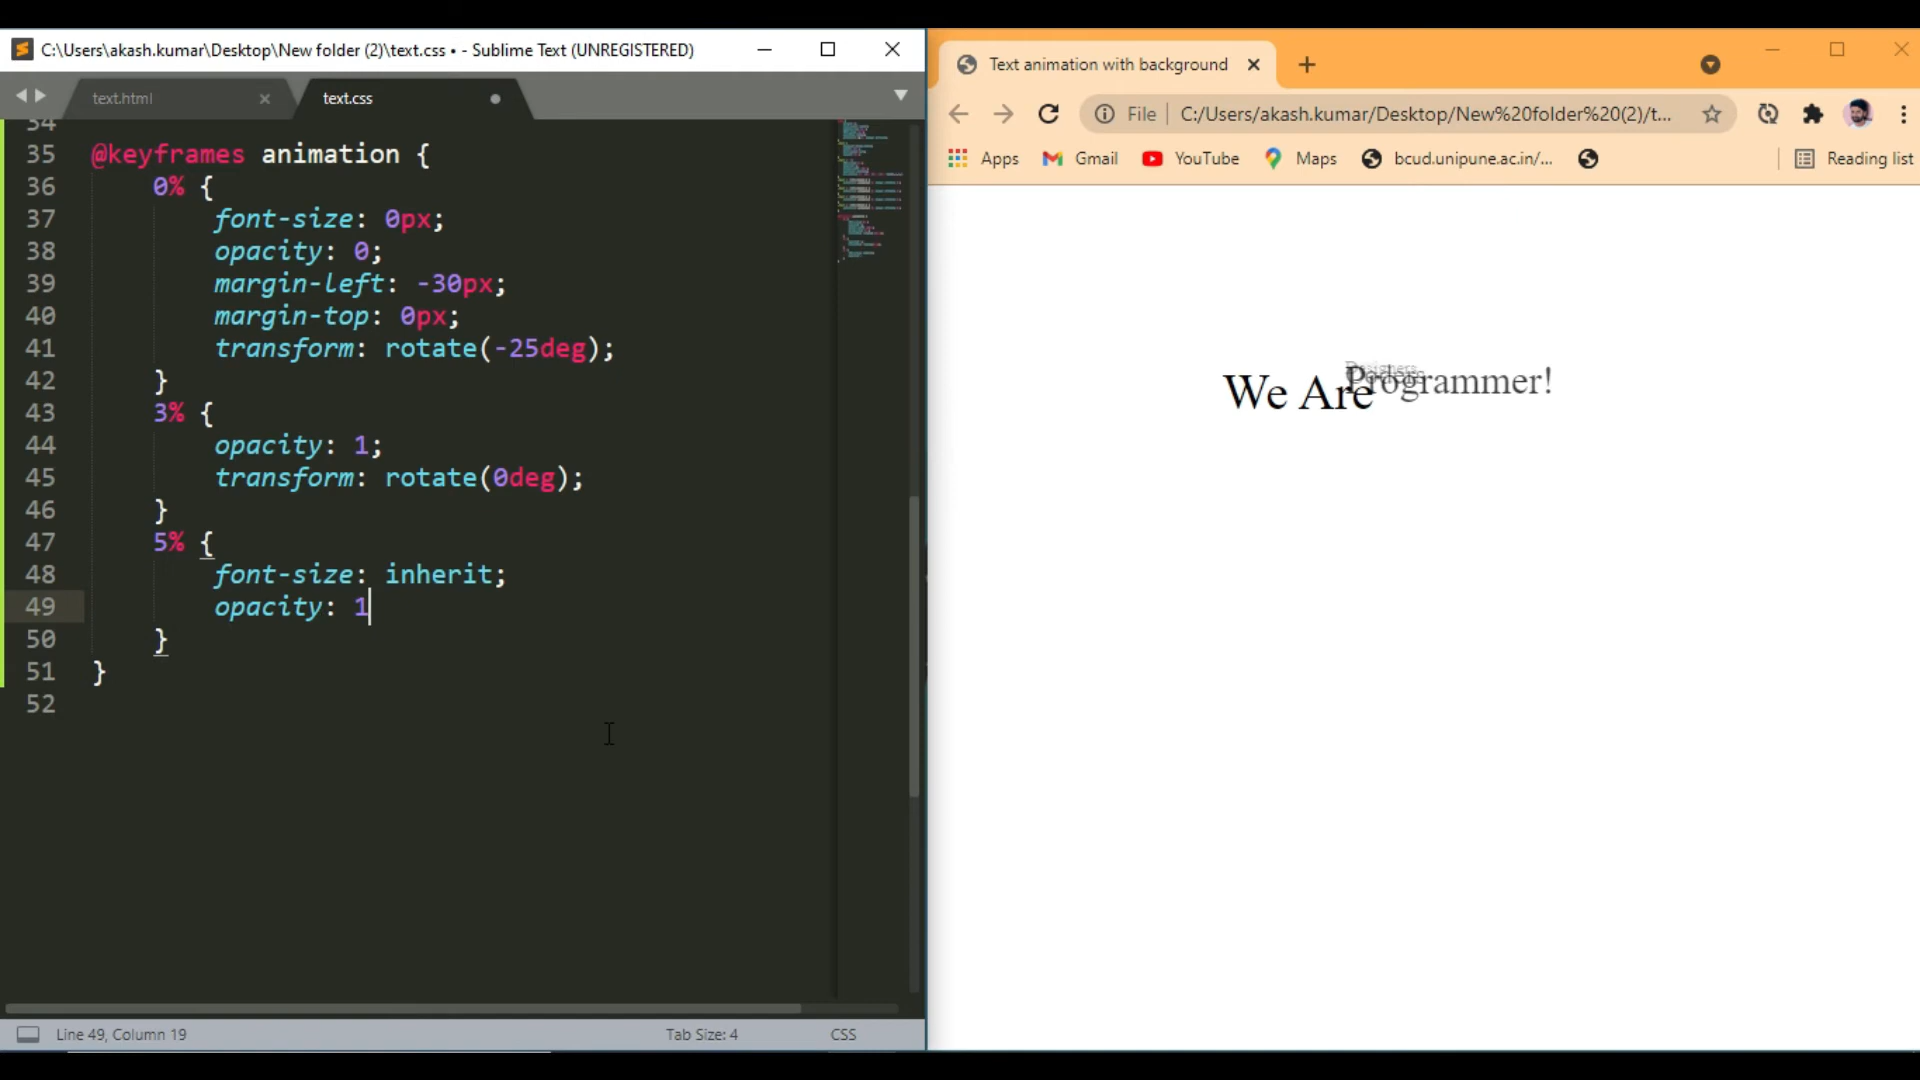 C:\Users\akash.kumar\Desktop\New folder (2)\text.css • - Sublime Text (UNREGISTERED)
text.html
text.css
34
35 @keyframes animation {
36 0% {
37 font-size: 0px;
38 opacity: 0;
39 margin-left: -30px;
40 margin-top: 0px;
41 transform: rotate(-25deg);
42 }
43 3% {
44 opacity: 1;
45 transform: rotate(0deg);
46 }
47 5% {
48 font-size: inherit;
49 opacity: 1
50 }
51 }
52
Line 49, Column 19
Tab Size: 4
CSS
Text animation with background
File C:/Users/akash.kumar/Desktop/New%20folder%20(2)/t...
Apps Gmail YouTube Maps bcud.unipune.ac.in/... Reading list
Designers
Coders
We Are Programmer!